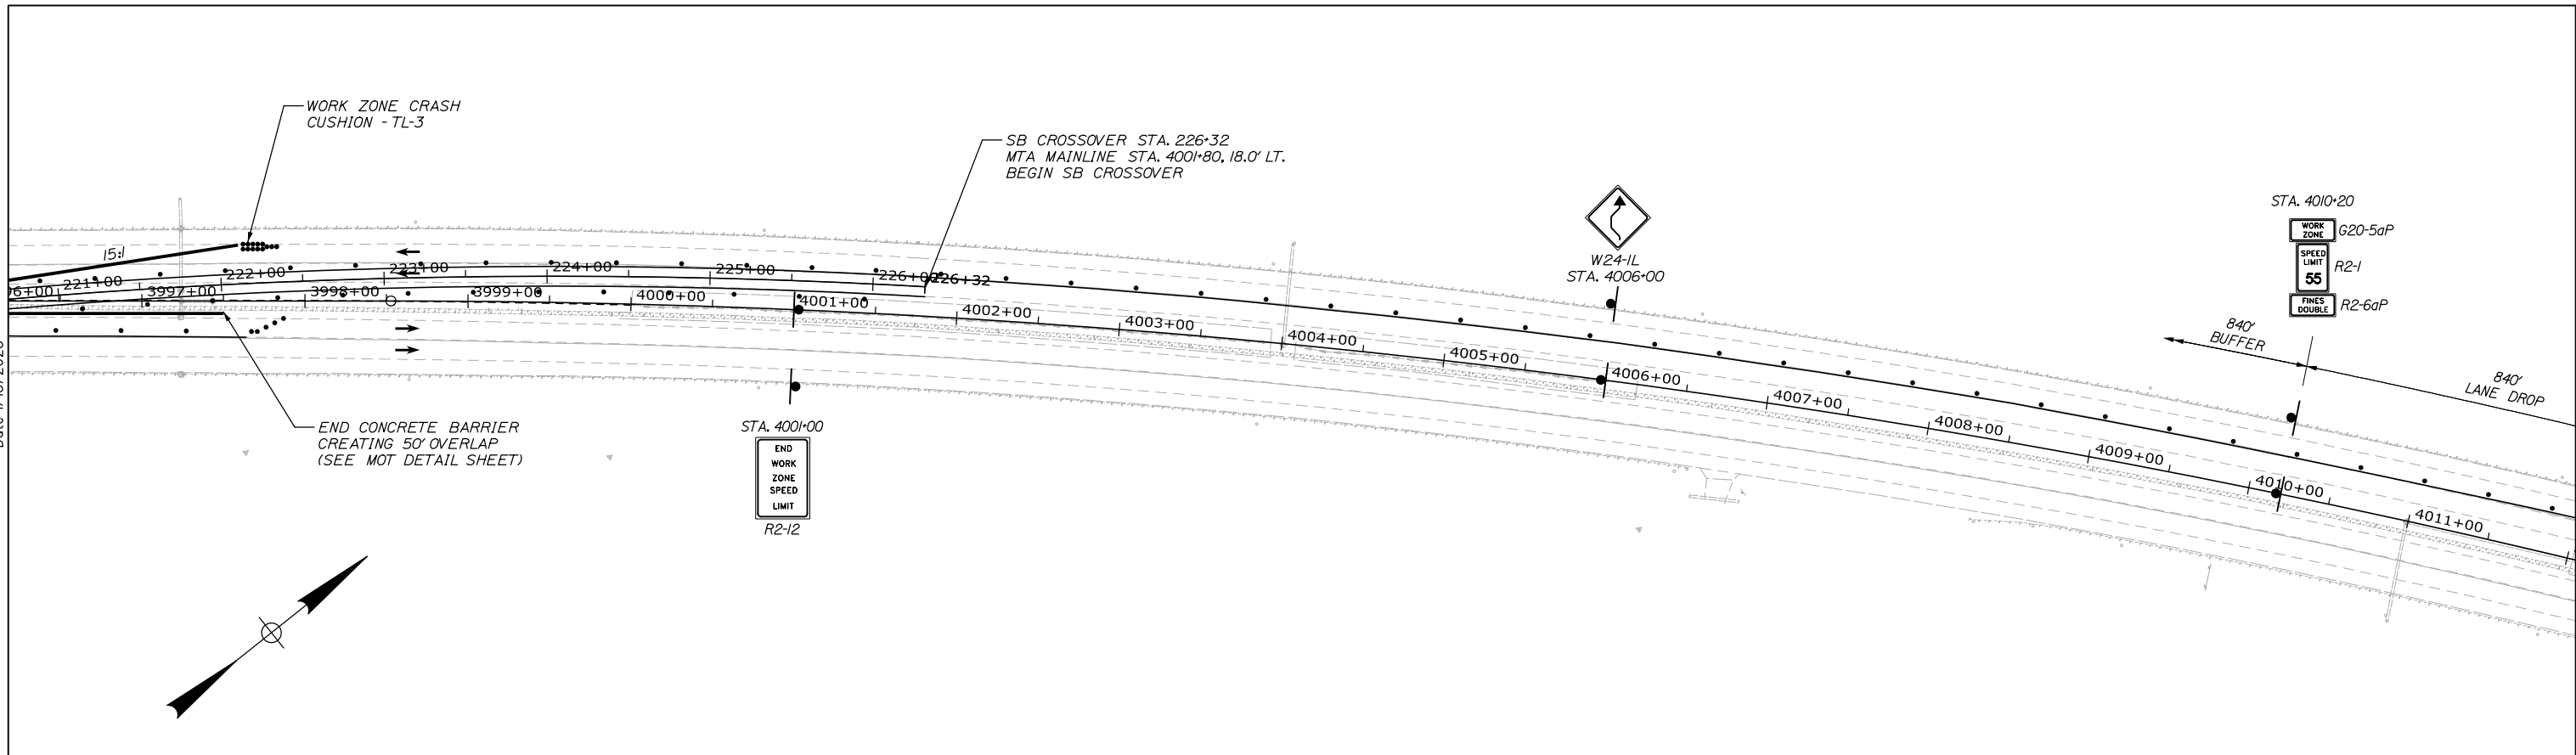 WORK ZONE CRASH
CUSHION - TL-3
SB CROSSOVER STA. 226+32
MTA MAINLINE STA. 4001+80, 18.0' LT.
BEGIN SB CROSSOVER
W24-1L
STA. 4006+00
STA. 4010+20
WORK
ZONE
G20-5aP
SPEED
LIMIT
55
R2-1
FINES
DOUBLE
R2-6aP
840'
BUFFER
840'
LANE DROP
15:1
221+00
222+00
223+00
224+00
225+00
226+00
226+32
96+00
3997+00
3998+00
3999+00
4000+00
4001+00
4002+00
4003+00
4004+00
4005+00
4006+00
4007+00
4008+00
4009+00
4010+00
4011+00
END CONCRETE BARRIER
CREATING 50' OVERLAP
(SEE MOT DETAIL SHEET)
STA. 4001+00
END
WORK
ZONE
SPEED
LIMIT
R2-12